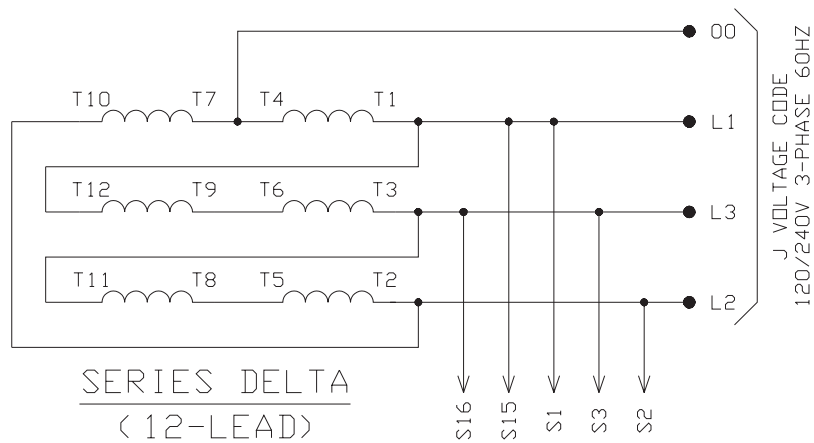 00
T10 T7 T4 T1
L1
T12 T9 T6 T3
L3
T11 T8 T5 T2
L2
J VOLTAGE CODE
120/240V 3-PHASE 60HZ
SERIES DELTA
(12-LEAD)
S16 S15 S1 S3 S2